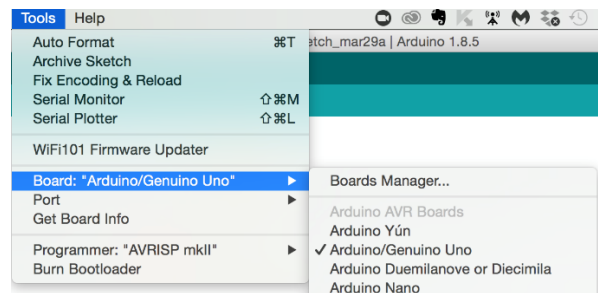 Tools Help
etch_mar29a | Arduino 1.8.5
Auto Format ⌘T
Archive Sketch
Fix Encoding & Reload
Serial Monitor ⇧⌘M
Serial Plotter ⇧⌘L
WiFi101 Firmware Updater
Board: "Arduino/Genuino Uno"
Port
Get Board Info
Programmer: "AVRISP mkII"
Burn Bootloader
Boards Manager...
Arduino AVR Boards
Arduino Yún
✓ Arduino/Genuino Uno
Arduino Duemilanove or Diecimila
Arduino Nano